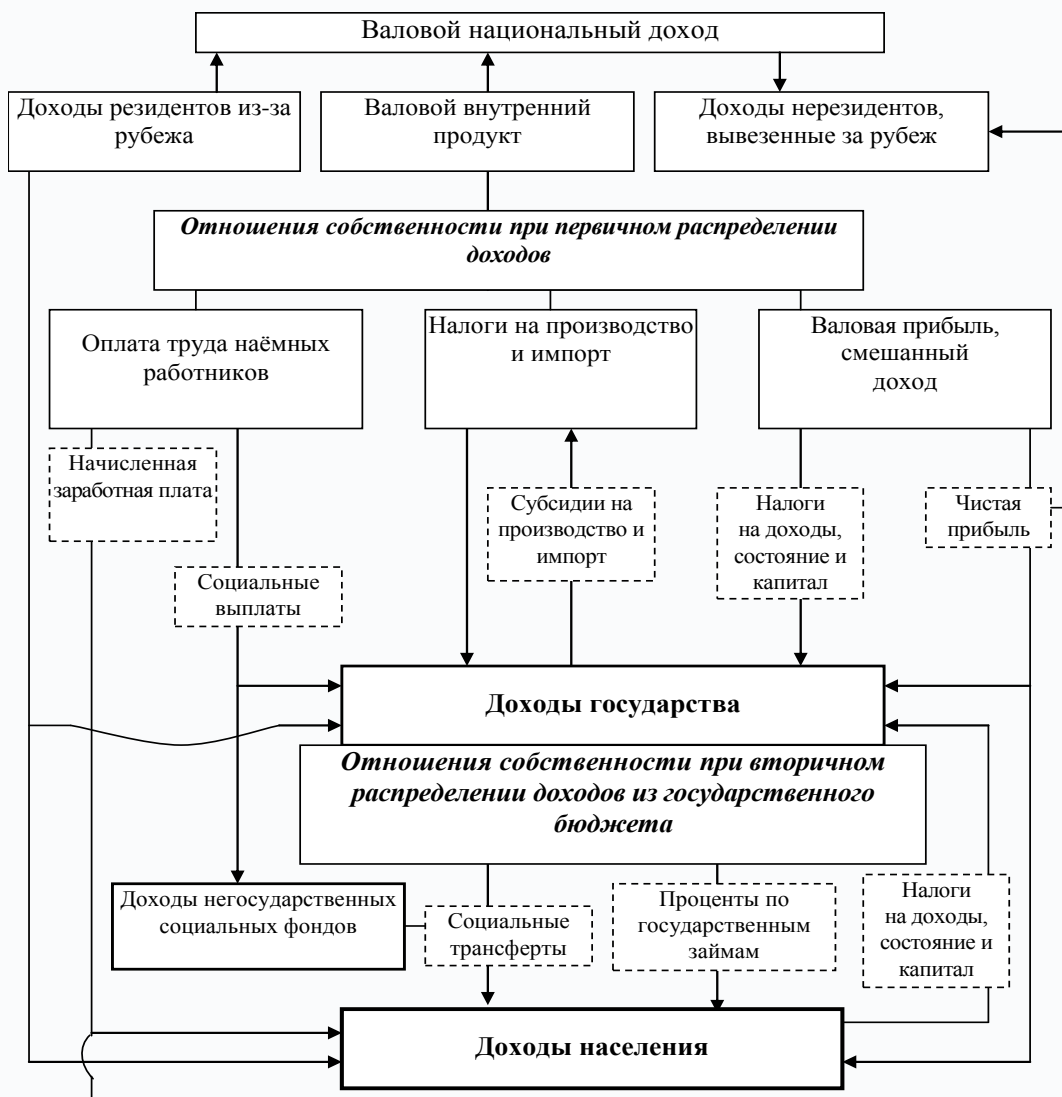 Валовой национальный доход
Доходы резидентов из-за
рубежа
Валовой внутренний
продукт
Доходы нерезидентов,
вывезенные за рубеж
Отношения собственности при первичном распределении
доходов
Оплата труда наёмных
работников
Налоги на производство
и импорт
Валовая прибыль,
смешанный
доход
Начисленная
заработная плата
Субсидии на
производство и
импорт
Налоги
на доходы,
состояние и
капитал
Чистая
прибыль
Социальные
выплаты
Доходы государства
Отношения собственности при вторичном
распределении доходов из государственного
бюджета
Доходы негосударственных
социальных фондов
Социальные
трансферты
Проценты по
государственным
займам
Налоги
на доходы,
состояние и
капитал
Доходы населения